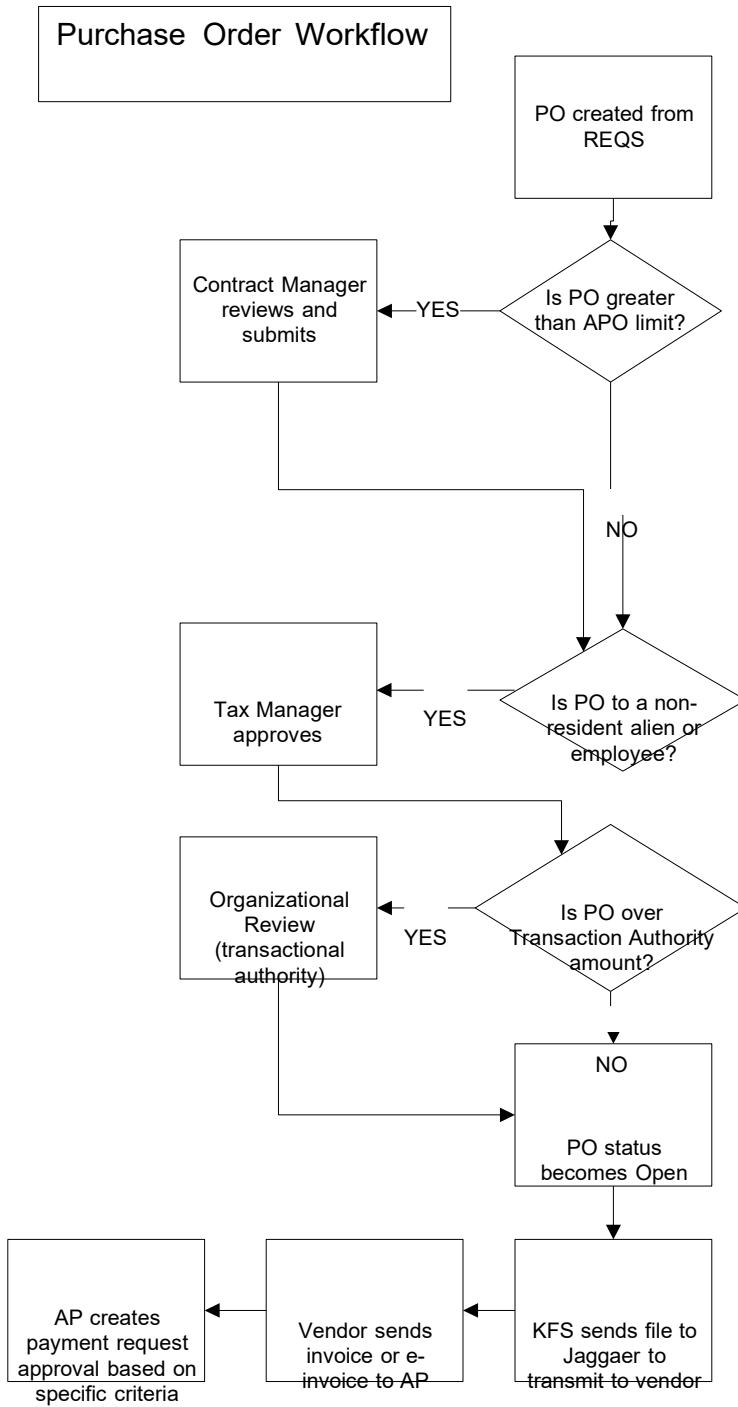 Purchase Order Workflow
PO created from
REQS
Contract Manager
reviews and
submits
YES
Is PO greater
than APO limit?
NO
Tax Manager
approves
YES
Is PO to a non-
resident alien or
employee?
Organizational
Review
(transactional
authority)
YES
Is PO over
Transaction Authority
amount?
NO
PO status
becomes Open
AP creates
payment request
approval based on
specific criteria
Vendor sends
invoice or e-
invoice to AP
KFS sends file to
Jaggaer to
transmit to vendor